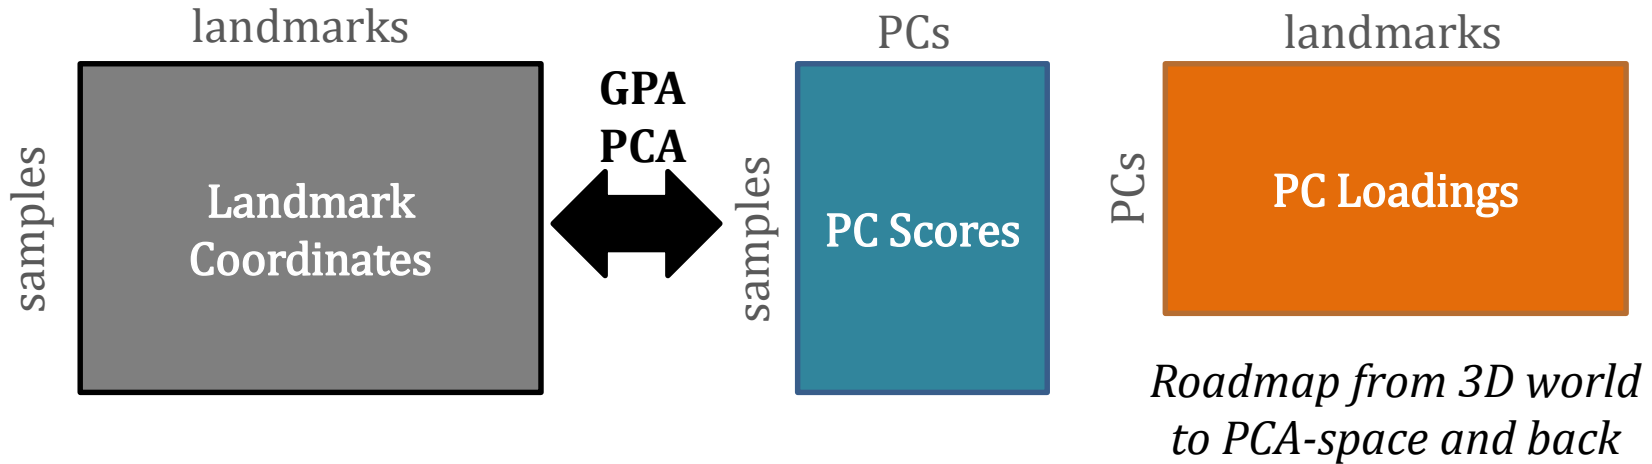 landmarks
samples
Landmark
Coordinates
GPA
PCA
PCs
samples
PC Scores
landmarks
PCs
PC Loadings
Roadmap from 3D world
to PCA-space and back